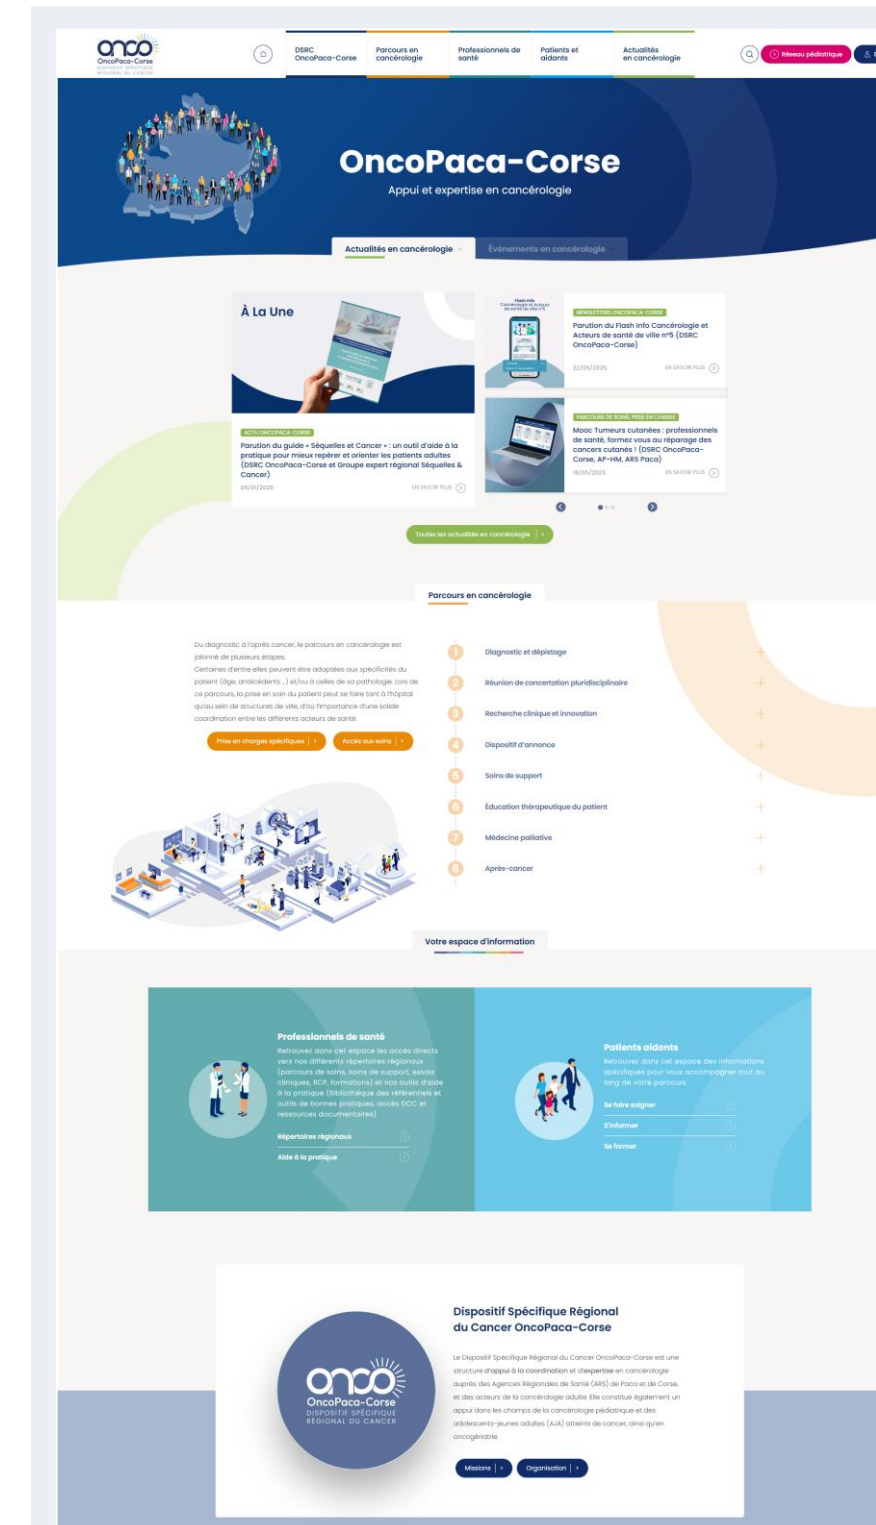 onco
OncoPaca-Corse
DISPOSITIF SPÉCIFIQUE
RÉGIONAL DU CANCER
DSRC
OncoPaca-Corse
Parcours en
cancérologie
Professionnels de
santé
Patients et
aidants
Actualités
en cancérologie
Réseau pédiatrique
OncoPaca-Corse
Appui et expertise en cancérologie
Actualités en cancérologie
Évènements en cancérologie
À La Une
ACTU ONCOPACA-CORSE
Parution du guide « Séquelles et Cancer » : un outil d'aide à la
pratique pour mieux repérer et orienter les patients adultes
(DSRC OncoPaca-Corse et Groupe expert régional Séquelles &
Cancer)
EN SAVOIR PLUS
Flash Info
Cancérologie et Acteurs
de santé de ville n°5
NEWSLETTERS ONCOPACA-CORSE
Parution du Flash Info Cancérologie et
Acteurs de santé de ville n°5 (DSRC
OncoPaca-Corse)
22/05/2025
EN SAVOIR PLUS
PARCOURS DE SOINS, PRISE EN CHARGE
Mooc Tumeurs cutanées : professionnels
de santé, formez vous au réparage des
cancers cutanés ! (DSRC OncoPaca-
Corse, AP-HM, ARS Paca)
EN SAVOIR PLUS
Toutes les actualités en cancérologie
Parcours en cancérologie
Du diagnostic à l'après cancer, le parcours en cancérologie est
jalonné de plusieurs étapes.
Certaines d'entre elles peuvent être adaptées aux spécificités du
patient (âge, antécédents ...) et/ou à celles de sa pathologie. Lors de
ce parcours, la prise en soin du patient peut se faire tant à l'hôpital
qu'au sein de structures de ville, d'où l'importance d'une solide
coordination entre les différents acteurs de santé.
Prise en charges spécifiques
Accès aux soins
1 Diagnostic et dépistage
2 Réunion de concertation pluridisciplinaire
3 Recherche clinique et innovation
4 Dispositif d'annonce
5 Soins de support
6 Éducation thérapeutique du patient
7 Médecine palliative
8 Après-cancer
Votre espace d'information
Professionnels de santé
Retrouvez dans cet espace les accès directs
vers nos différents répertoires régionaux
(parcours de soins, soins de support, essais
cliniques, RCP, formations) et nos outils d'aide
à la pratique (Bibliothèque des référentiels et
outils de bonnes pratiques, accès DCC et
ressources documentaires)
Répertoires régionaux
Aide à la pratique
Patients aidants
Retrouvez dans cet espace des informations
spécifiques pour vous accompagner tout au
long de votre parcours
Se faire soigner
S'informer
Se former
onco
OncoPaca-Corse
DISPOSITIF SPÉCIFIQUE
RÉGIONAL DU CANCER
Dispositif Spécifique Régional
du Cancer OncoPaca-Corse
Le Dispositif Spécifique Régional du Cancer OncoPaca-Corse est une
structure d'appui à la coordination et d'expertise en cancérologie
auprès des Agences Régionales de Santé (ARS) de Paca et de Corse,
et des acteurs de la cancérologie adulte. Elle constitue également un
appui dans les champs de la cancérologie pédiatrique et des
adolescents-jeunes adultes (AJA) atteints de cancer, ainsi qu'en
oncogériatrie.
Missions
Organisation